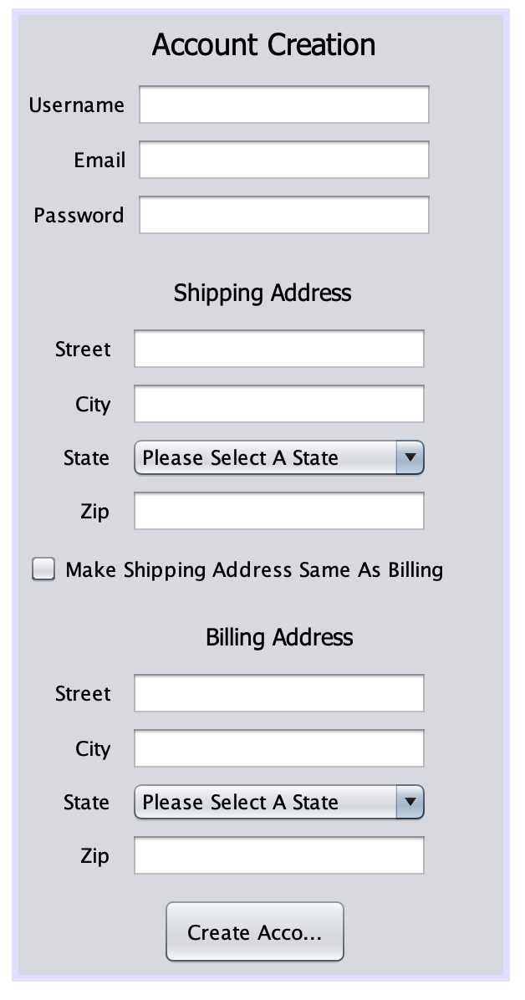 Account Creation
Username
Email
Password
Shipping Address
Street
City
State Please Select A State
Zip
Make Shipping Address Same As Billing
Billing Address
Street
City
State Please Select A State
Zip
Create Acco...